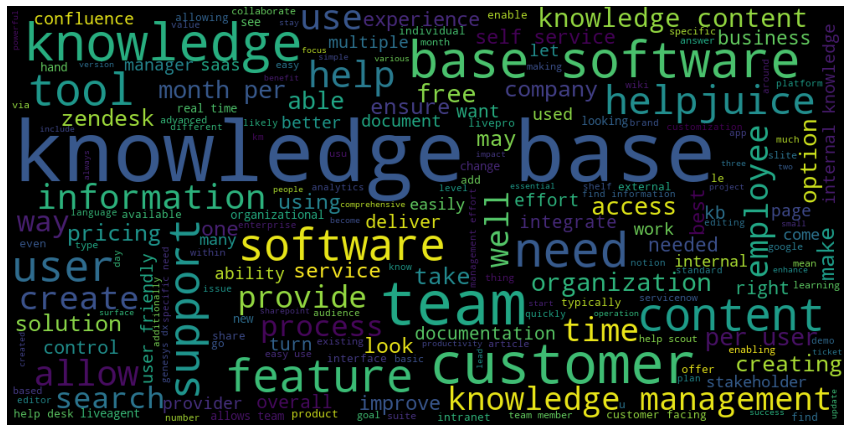 confluence
allowing
value
collaborate
see
stay
individual
month
enable
specific
answer
knowledge content
powerful
knowledge
use
experience
self service
base software
hand
version
easy
focus
simple
various
multiple
let
making
wiki
business
manager
saas
benefit
tool
month per
help
able
ensure
free
company
used
looking
brand
helpjuice
platform
around
app
via
zendesk
real time
advanced
different
likely
km
better
document
livepro
want
may
customization
much
internal knowledge
knowledge base
always
include
usu
people
analytics
change
level
add
impact
essential
three
shelf
external
find information
le
slite
project
two
option
employee
information
using
comprehensive
easily
effort
access
best
kb
page
editing
way
language
available
organizational
one
enterprise
become
deliver
well
management effort
integrate
work
needed
come
google
small
make
pricing
many
even
type
day
within
software
need
notion
internal
mean
standard
enhance
user
support
ability
service
know
take
thing
organization
right
learning
create
user friendly
additionally
issue
genesys dx
specific need
new
sharepoint
audience
provide
team
start
typically
quickly
servicenow
operation
time
content
solution
surface
share
go
existing
process
documentation
help scout
per user
control
turn
look
productivity
article
enabling
demo
ticket
creating
created
allow
easy use
interface basic
feature
lead
customer
offer
plan
stakeholder
based
search
provider
overall
improve
knowledge management
editor
number
goal
suite
update
help desk
liveagent
allows team
product
intranet
team member
customer facing
success
find